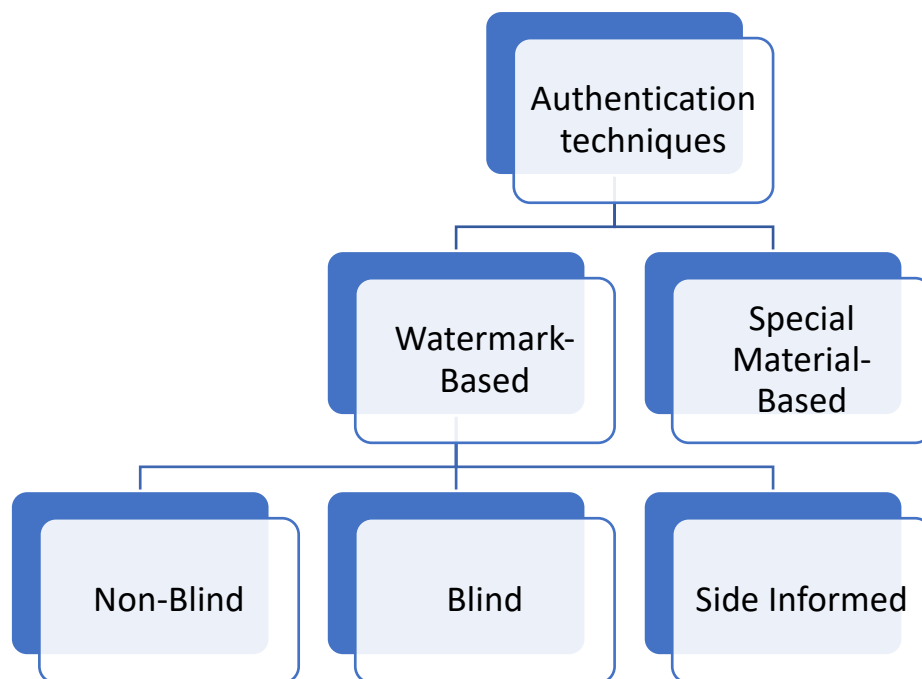 Authentication
techniques
Watermark-
Based
Special
Material-
Based
Non-Blind
Blind
Side Informed